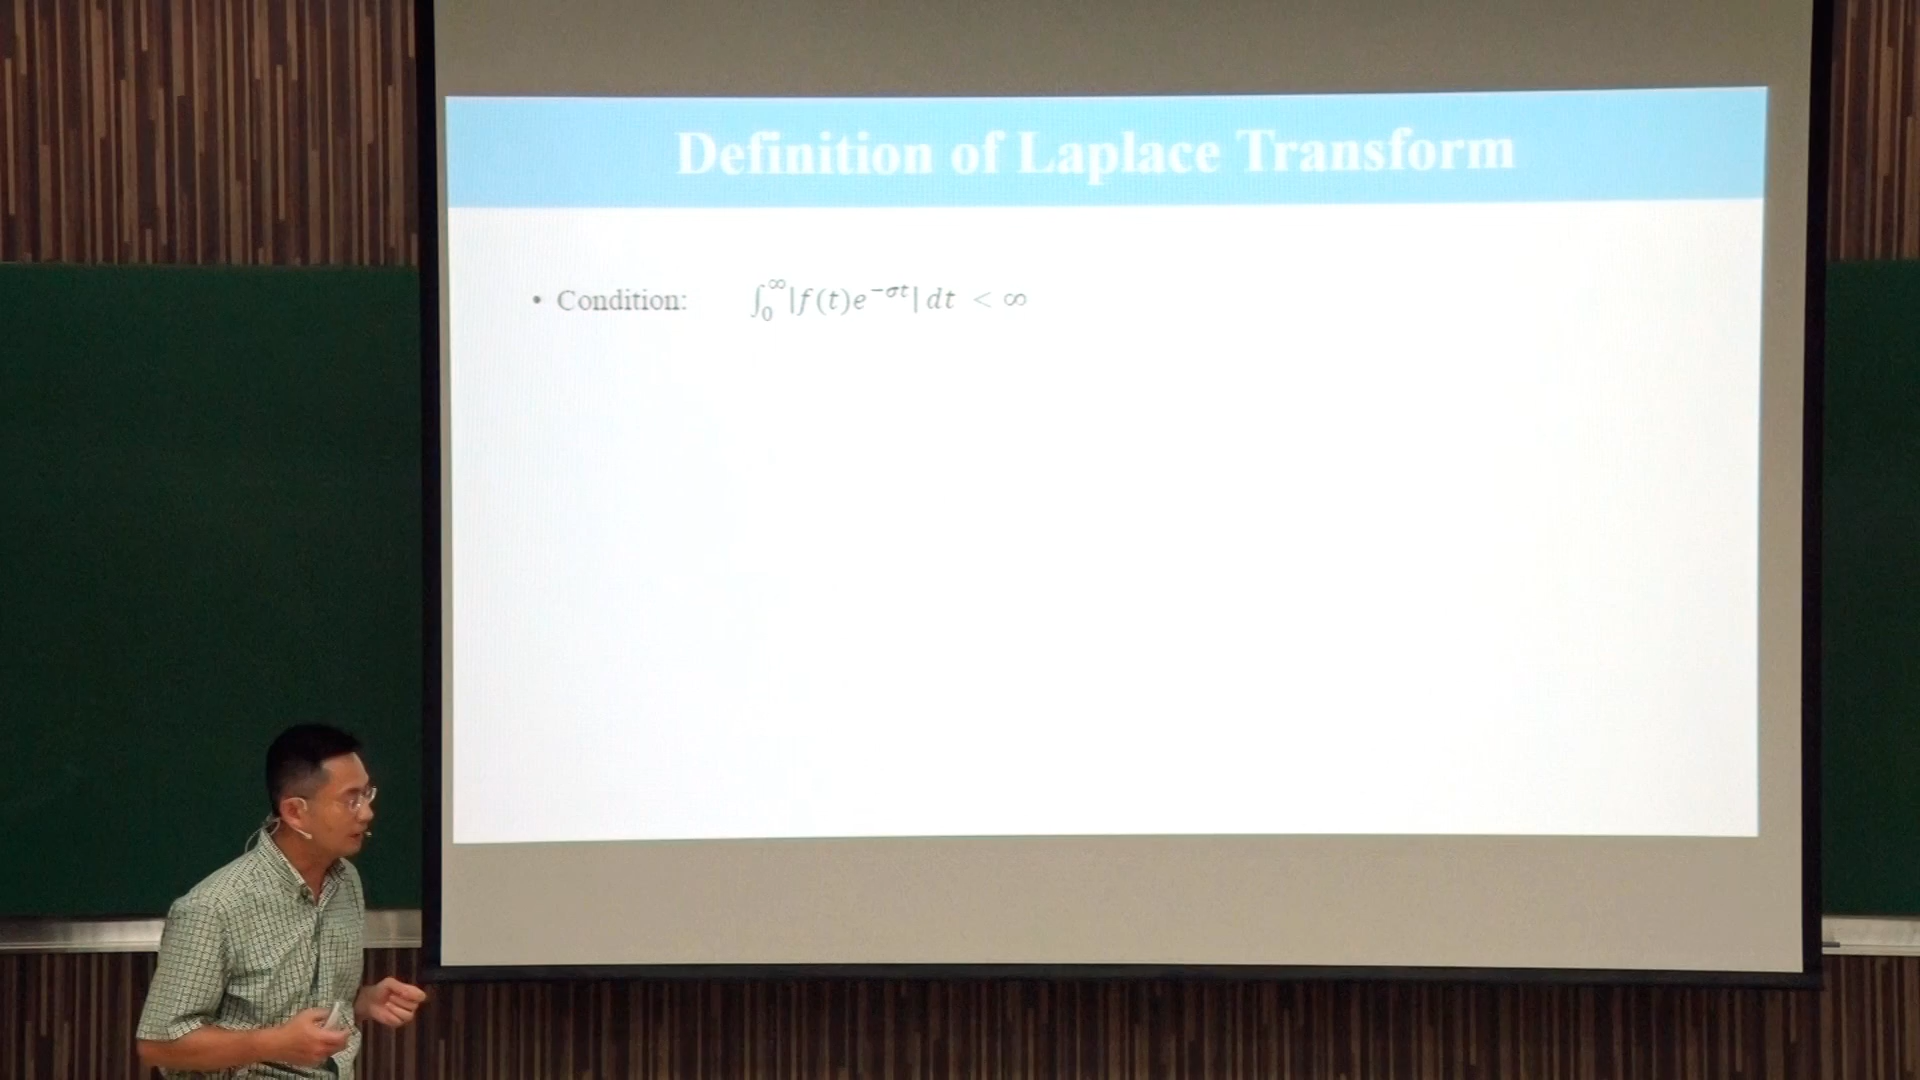 Definition of Laplace Transform
• Condition: ∫₀^∞ |f(t)e^{-σt}| dt < ∞